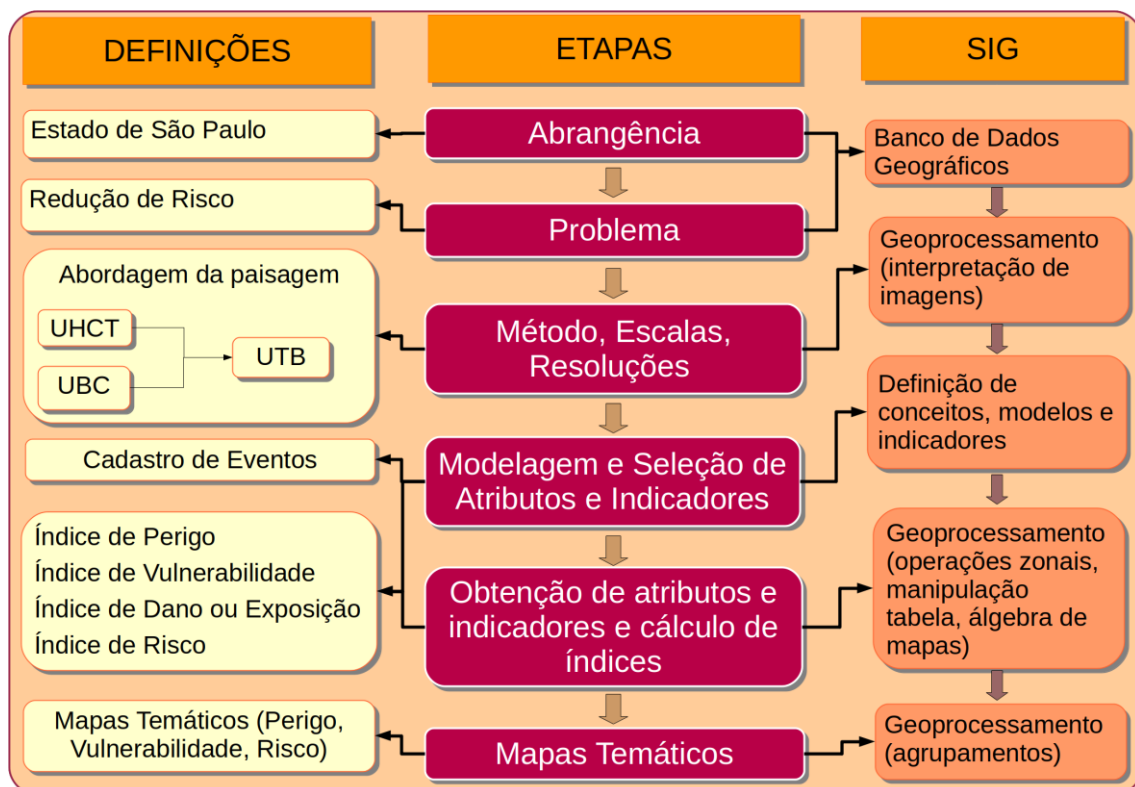 DEFINIÇÕES
ETAPAS
SIG
Estado de São Paulo
Abrangência
Banco de Dados
Geográficos
Redução de Risco
Problema
Geoprocessamento
(interpretação de
imagens)
Abordagem da paisagem
UHCT
UBC
UTB
Método, Escalas,
Resoluções
Definição de
conceitos, modelos e
indicadores
Cadastro de Eventos
Modelagem e Seleção de
Atributos e Indicadores
Índice de Perigo
Índice de Vulnerabilidade
Índice de Dano ou Exposição
Índice de Risco
Obtenção de atributos e
indicadores e cálculo de
índices
Geoprocessamento
(operações zonais,
manipulação
tabela, álgebra de
mapas)
Mapas Temáticos (Perigo,
Vulnerabilidade, Risco)
Mapas Temáticos
Geoprocessamento
(agrupamentos)